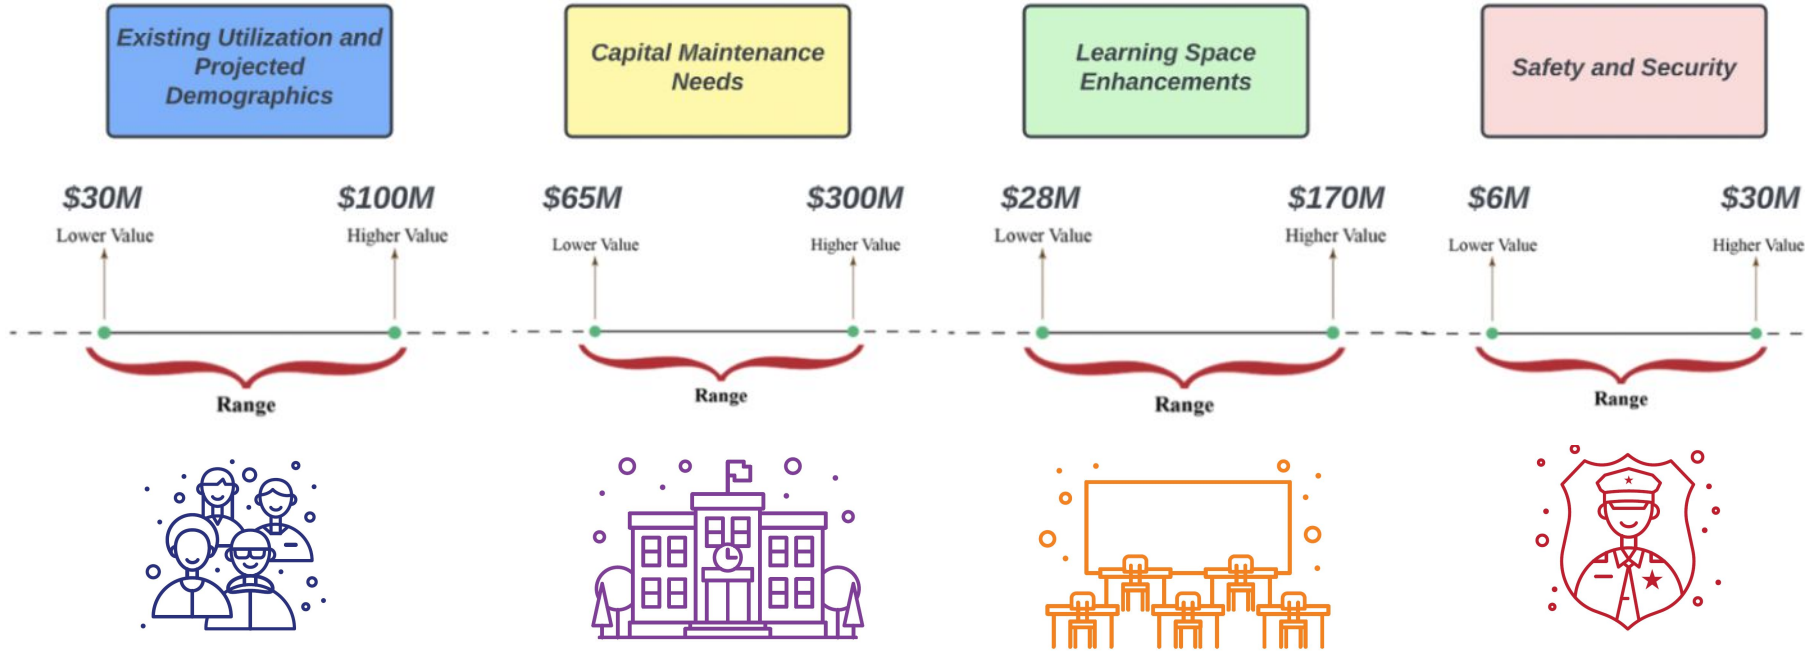 Existing Utilization and
Projected
Demographics
Capital Maintenance
Needs
Learning Space
Enhancements
Safety and Security
$30M
Lower Value
$100M
Higher Value
Range
$65M
Lower Value
$300M
Higher Value
Range
$28M
Lower Value
$170M
Higher Value
Range
$6M
Lower Value
$30M
Higher Value
Range